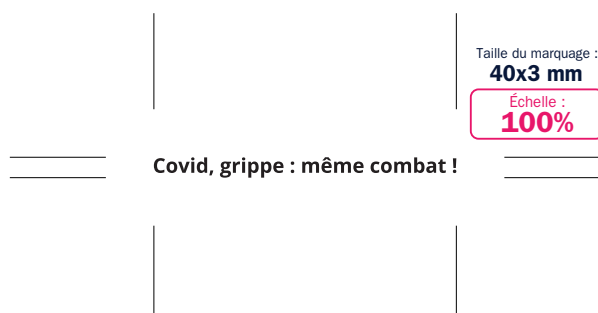 Taille du marquage :
40x3 mm
Échelle :
100%
Covid, grippe : même combat !